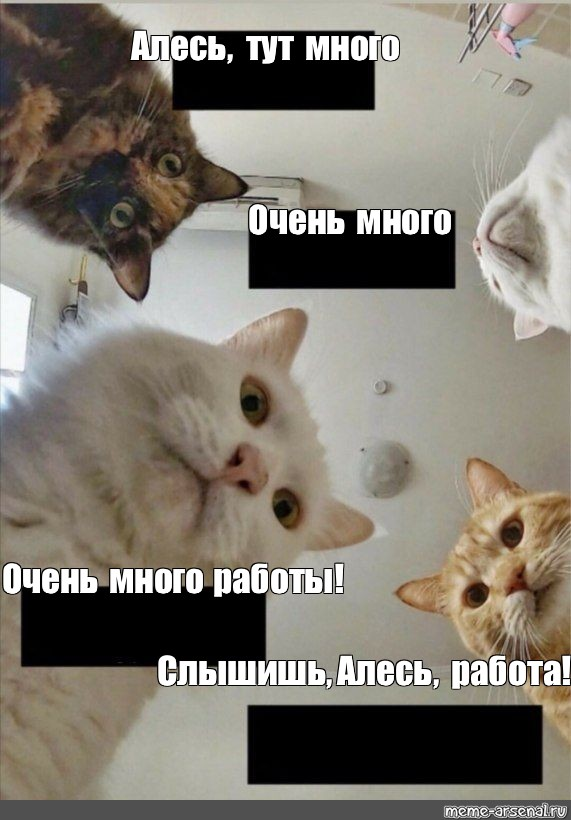 Алесь, тут много
Очень много
Очень много работы!
Слышишь, Алесь, работа!
meme-arsenal.ru